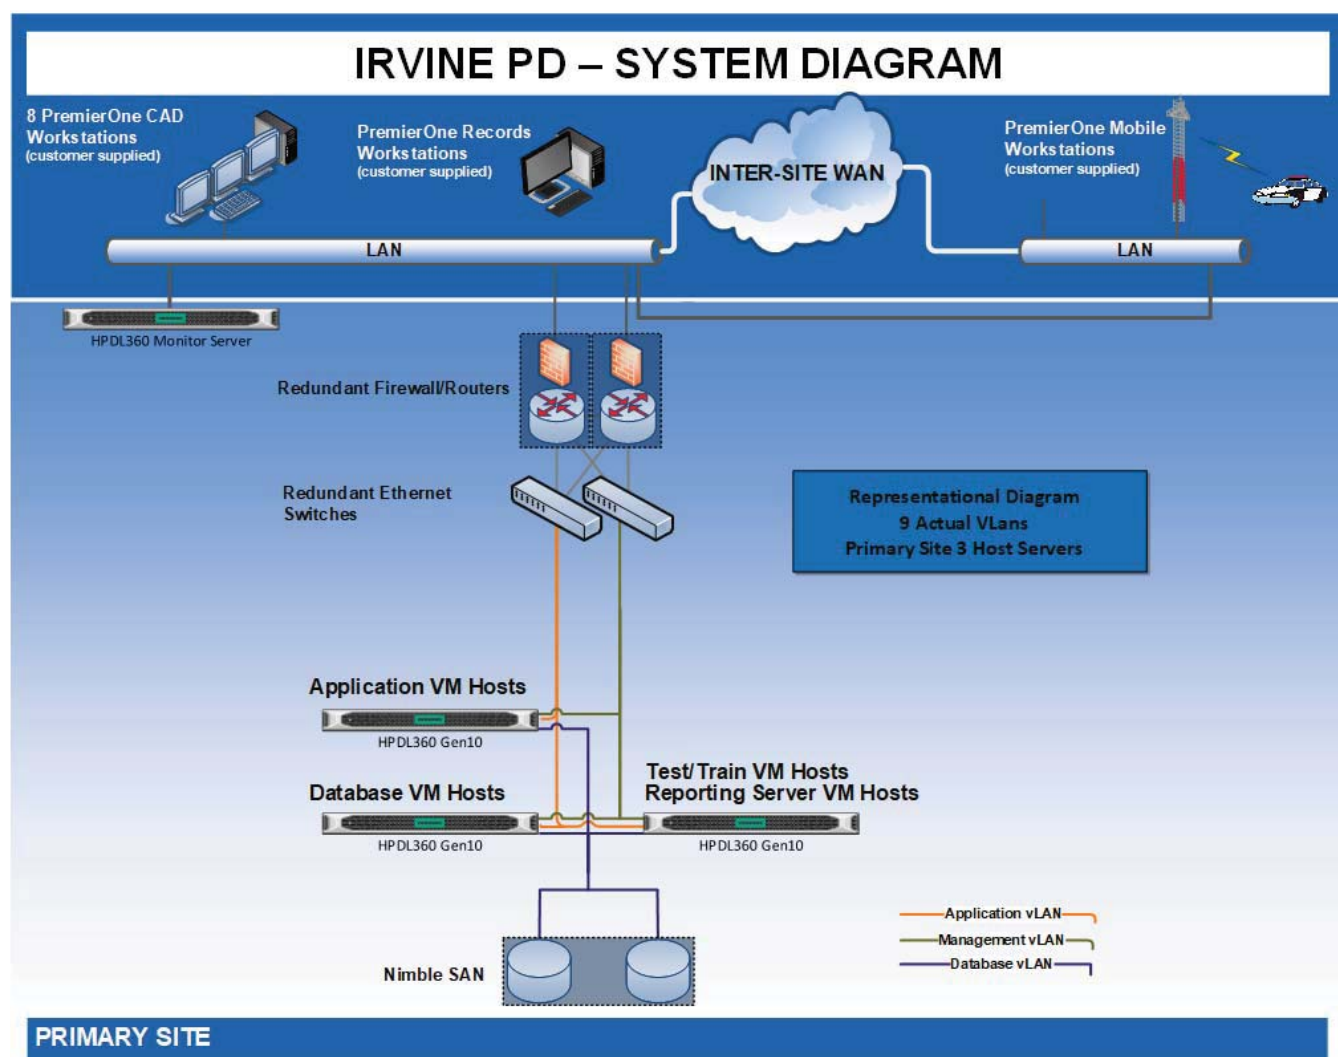 IRVINE PD – SYSTEM DIAGRAM
8 PremierOne CAD
Workstations
(customer supplied)
PremierOne Records
Workstations
(customer supplied)
INTER-SITE WAN
PremierOne Mobile
Workstations
(customer supplied)
LAN
LAN
HPDL360 Monitor Server
Redundant Firewall/Routers
Redundant Ethernet
Switches
Representational Diagram
9 Actual VLans
Primary Site 3 Host Servers
Application VM Hosts
HPDL360 Gen10
Database VM Hosts
HPDL360 Gen10
Test/Train VM Hosts
Reporting Server VM Hosts
HPDL360 Gen10
Application vLAN
Management vLAN
Database vLAN
Nimble SAN
PRIMARY SITE